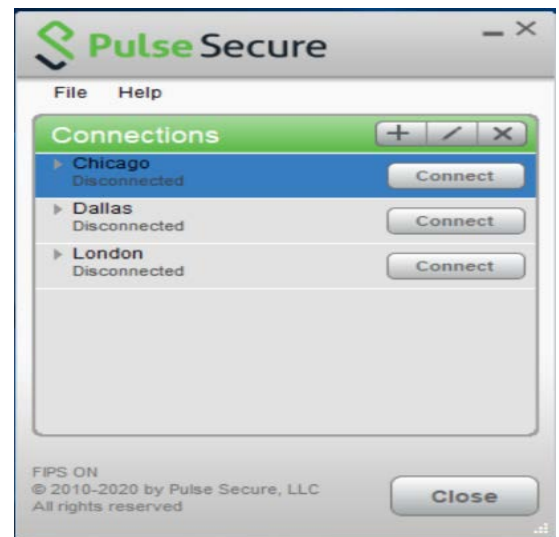 Pulse Secure
File Help
Connections
Chicago
Disconnected
Connect
Dallas
Disconnected
Connect
London
Disconnected
Connect
FIPS ON
© 2010-2020 by Pulse Secure, LLC
All rights reserved
Close